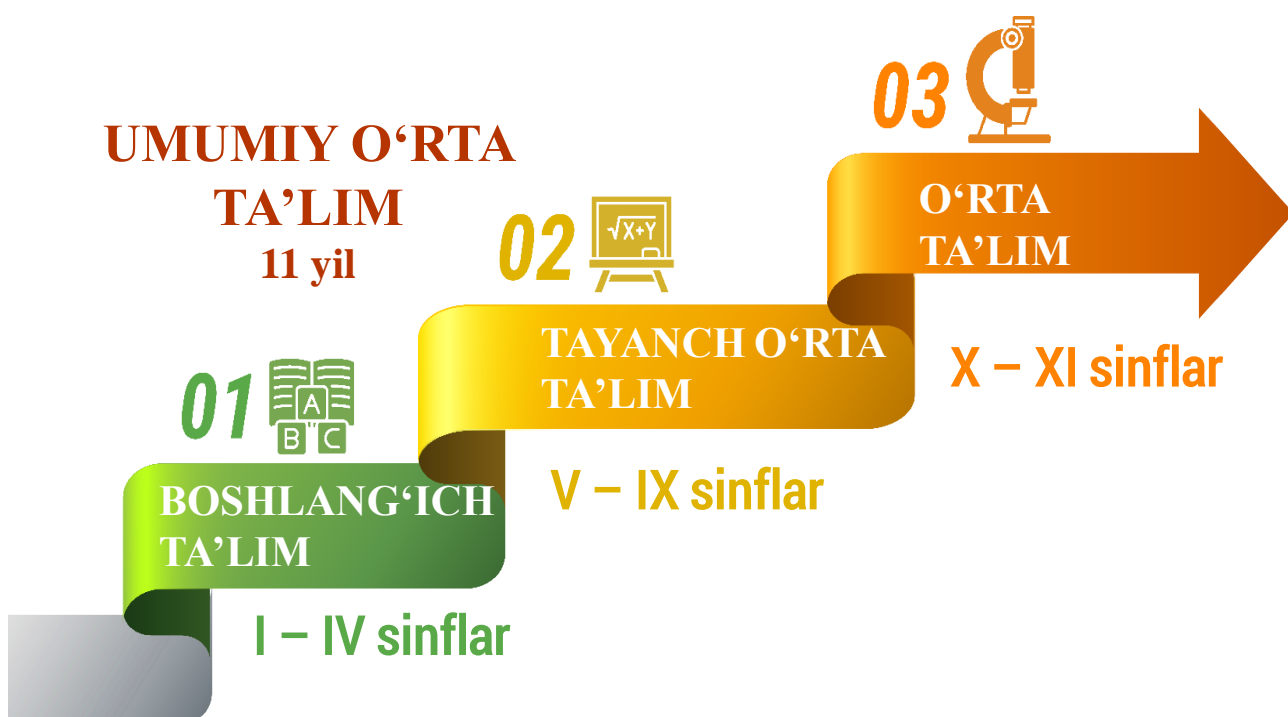 UMUMIY O‘RTA
TA’LIM
11 yil
01
A
B C
BOSHLANG‘ICH
TA’LIM
I – IV sinflar
02
√X+Y
TAYANCH O‘RTA
TA’LIM
V – IX sinflar
03
O‘RTA
TA’LIM
X – XI sinflar